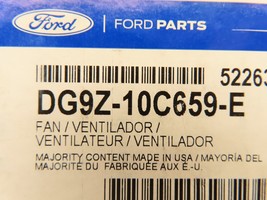 Ford
FORD PARTS
52263
DG9Z-10C659-E
FAN / VENTILADOR /
VENTILATEUR / VENTILADOR
MAJORITY CONTENT MADE IN USA / MAYORÍA DEL
MAJORITÉ DU FABRIQUÉE AUX É.-U.